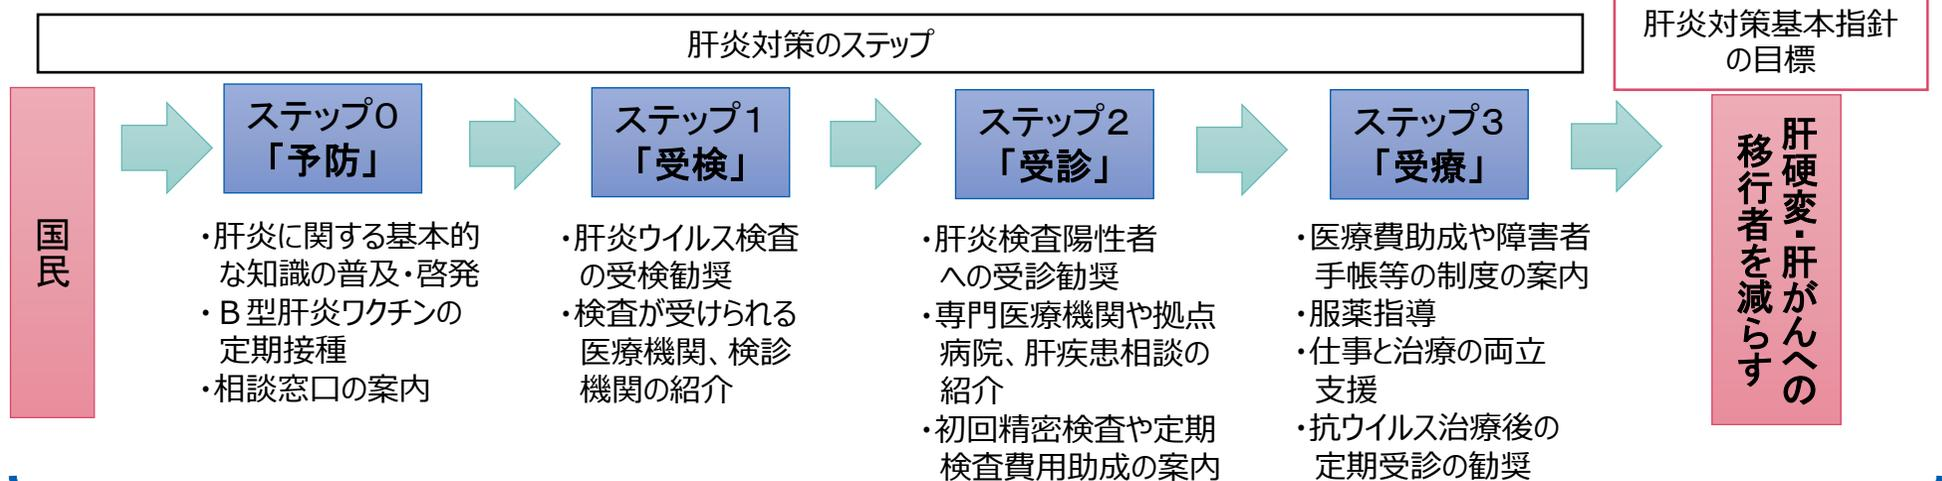 肝炎対策のステップ
肝炎対策基本指針
の目標
国民
ステップ０
「予防」
・肝炎に関する基本的
な知識の普及・啓発
・Ｂ型肝炎ワクチンの
定期接種
・相談窓口の案内
ステップ１
「受検」
・肝炎ウイルス検査
の受検勧奨
・検査が受けられる
医療機関、検診
機関の紹介
ステップ２
「受診」
・肝炎検査陽性者
への受診勧奨
・専門医療機関や拠点
病院、肝疾患相談の
紹介
・初回精密検査や定期
検査費用助成の案内
ステップ３
「受療」
・医療費助成や障害者
手帳等の制度の案内
・服薬指導
・仕事と治療の両立
支援
・抗ウイルス治療後の
定期受診の勧奨
肝硬変・肝がんへの
移行者を減らす